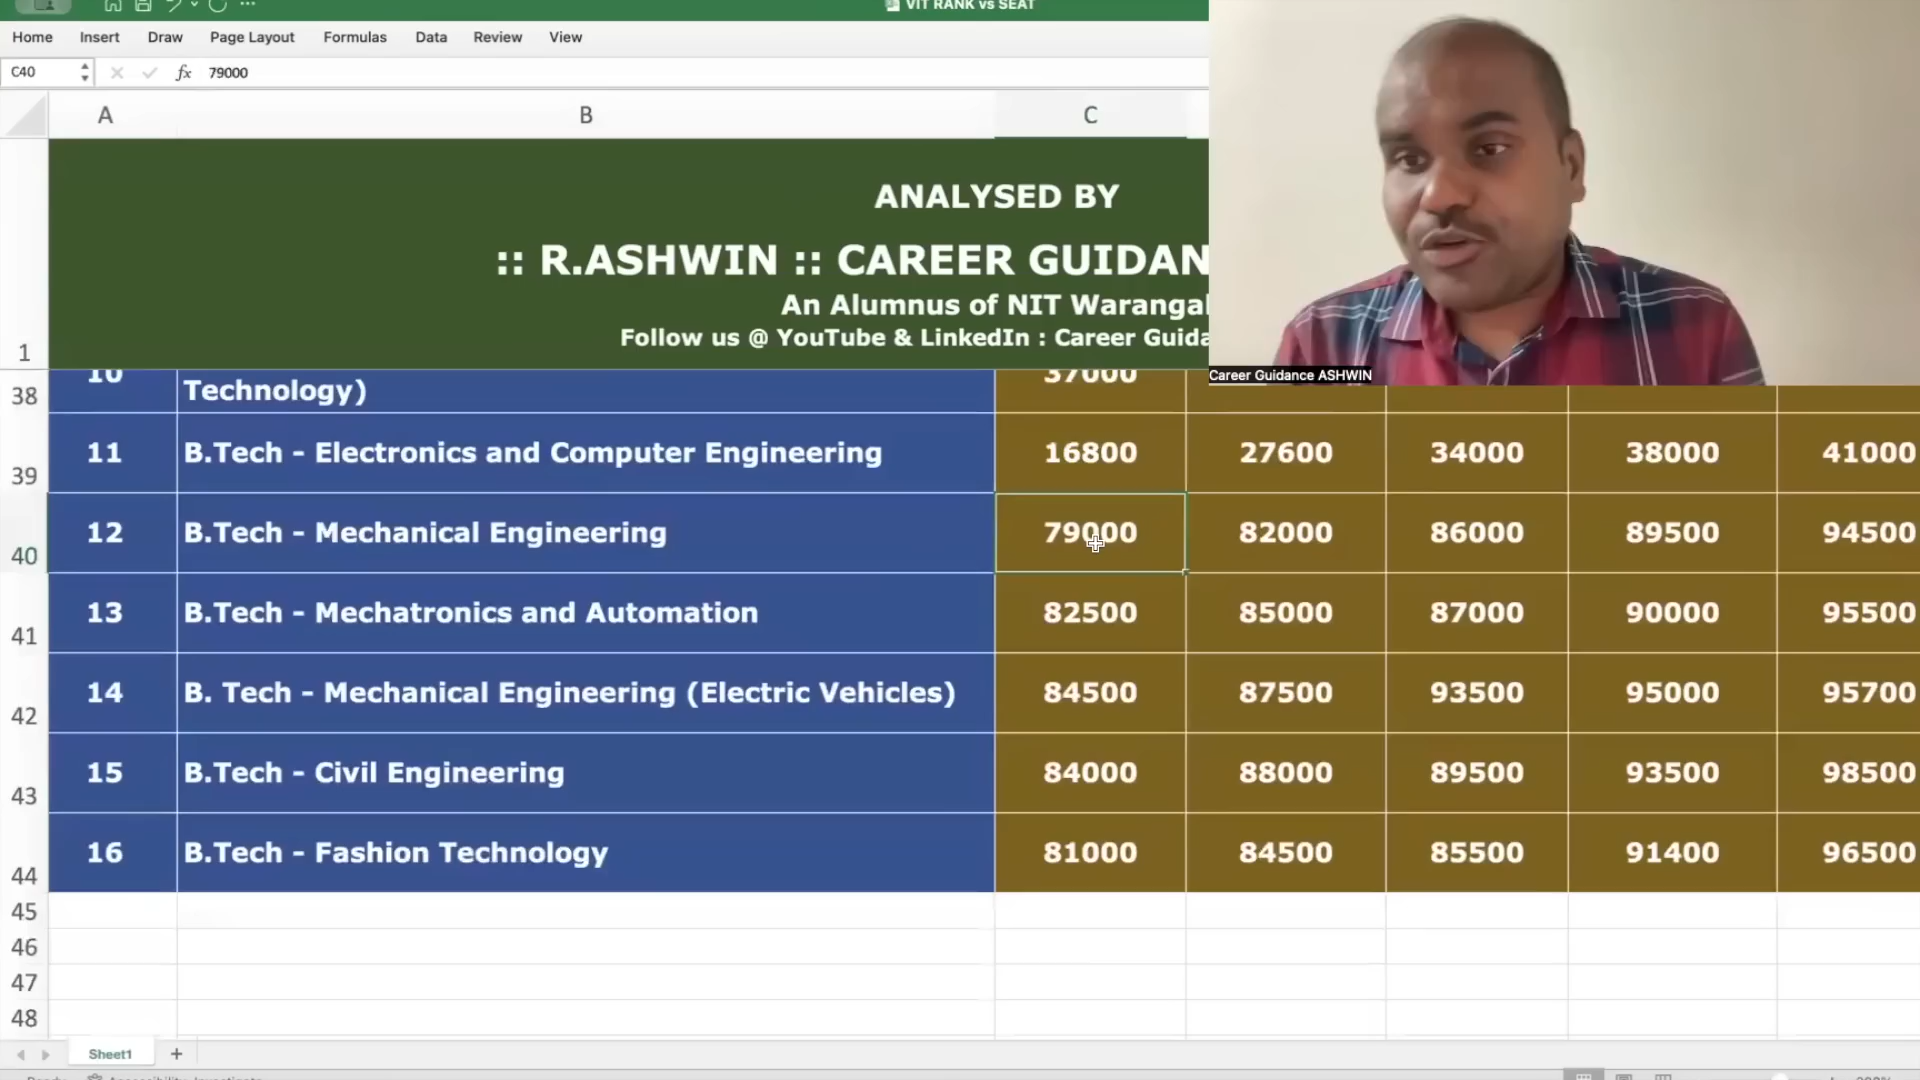 VIT RANK vs SEAT
Home Insert Draw Page Layout Formulas Data Review View
C40 fx 79000
A B C
ANALYSED BY
:: R.ASHWIN :: CAREER GUIDAN
An Alumnus of NIT Warangal
Follow us @ YouTube & LinkedIn : Career Guida
Career Guidance ASHWIN
1
38 10 Technology) 37000
39 11 B.Tech - Electronics and Computer Engineering 16800 27600 34000 38000 41000
40 12 B.Tech - Mechanical Engineering 79000 82000 86000 89500 94500
41 13 B.Tech - Mechatronics and Automation 82500 85000 87000 90000 95500
42 14 B. Tech - Mechanical Engineering (Electric Vehicles) 84500 87500 93500 95000 95700
43 15 B.Tech - Civil Engineering 84000 88000 89500 93500 98500
44 16 B.Tech - Fashion Technology 81000 84500 85500 91400 96500
45
46
47
48
Sheet1